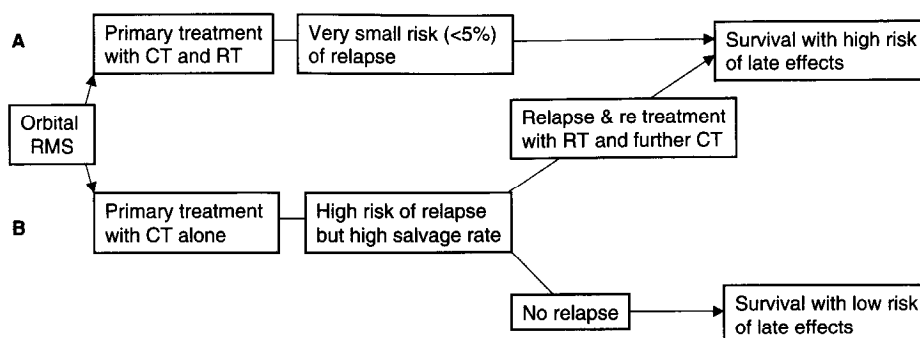 A
Primary treatment
with CT and RT
Very small risk (<5%)
of relapse
Survival with high risk
of late effects
Orbital
RMS
Relapse & re treatment
with RT and further CT
B
Primary treatment
with CT alone
High risk of relapse
but high salvage rate
No relapse
Survival with low risk
of late effects